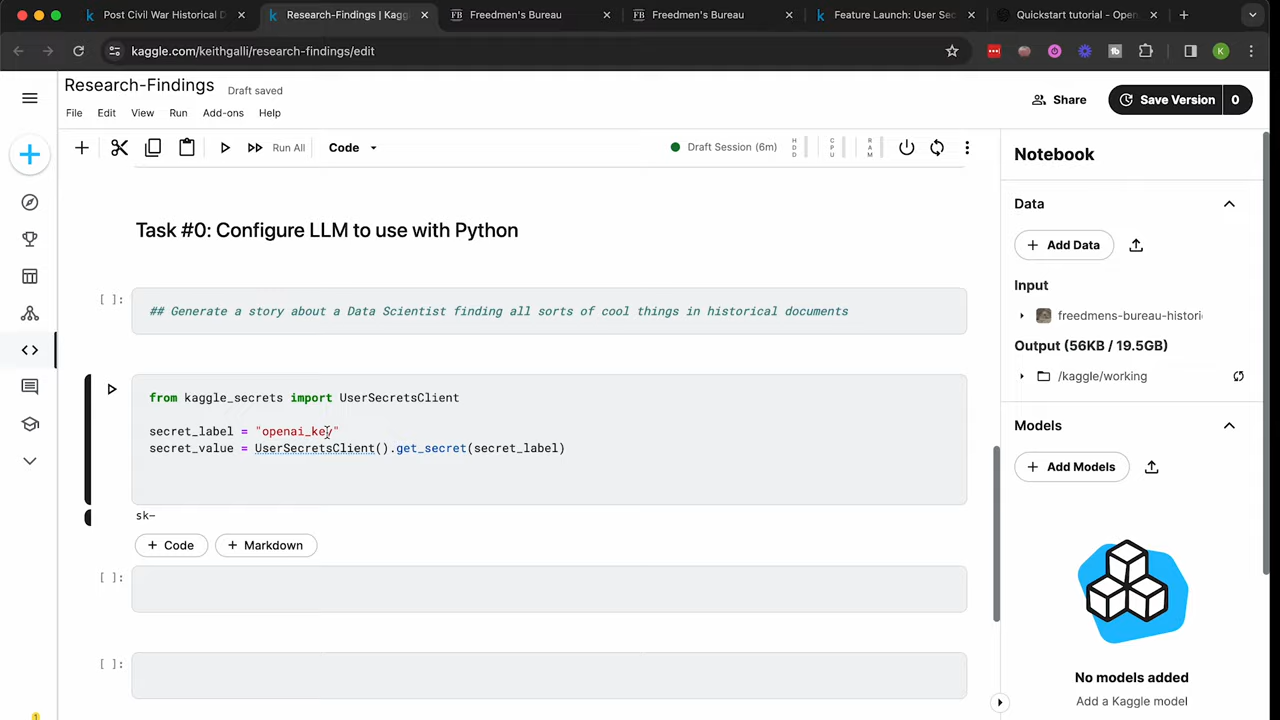 Post Civil War Historical D
Research-Findings | Kagg
Freedmen's Bureau
Freedmen's Bureau
Feature Launch: User Sec
Quickstart tutorial - Open
kaggle.com/keithgalli/research-findings/edit
K
Research-Findings
Draft saved
Share
Save Version
0
File
Edit
View
Run
Add-ons
Help
Run All
Code
Draft Session (6m)
HDD
CPU
RAM
Notebook
Data
Add Data
Input
freedmens-bureau-histori
Output (56KB / 19.5GB)
/kaggle/working
Models
Add Models
No models added
Add a Kaggle model
Task #0: Configure LLM to use with Python
[ ]:
## Generate a story about a Data Scientist finding all sorts of cool things in historical documents
from kaggle_secrets import UserSecretsClient
secret_label = "openai_key"
secret_value = UserSecretsClient().get_secret(secret_label)
sk-
+ Code
+ Markdown
[ ]:
[ ]:
1